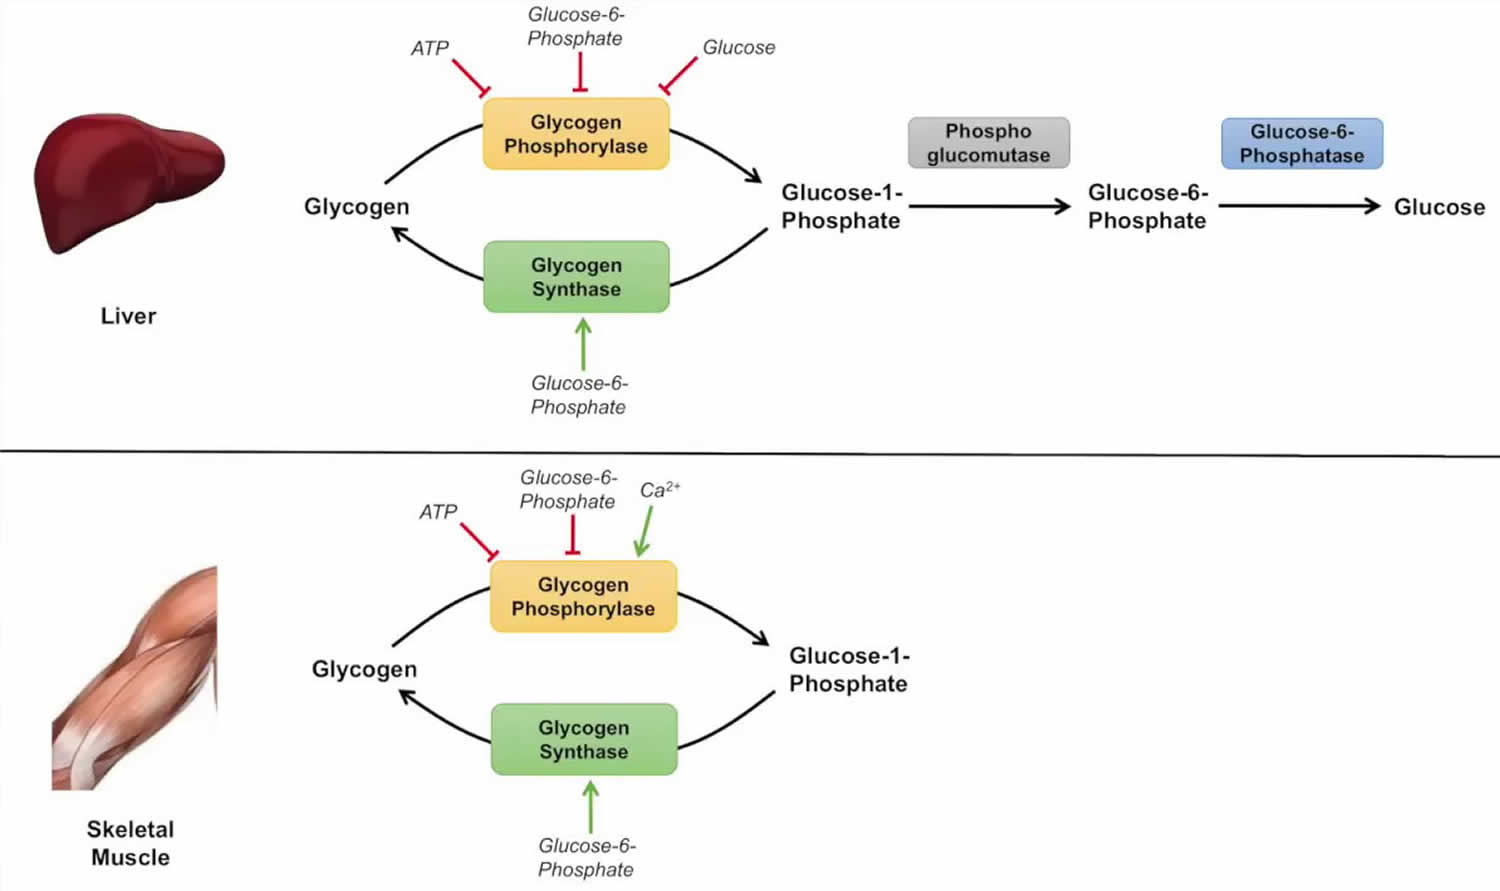 Glucose-6-
Phosphate
ATP
Glucose
Glycogen
Phosphorylase
Phospho
glucomutase
Glucose-6-
Phosphatase
Glycogen
Glucose-1-
Phosphate
Glucose-6-
Phosphate
Glucose
Glycogen
Synthase
Liver
Glucose-6-
Phosphate
Glucose-6-
Phosphate
Ca²⁺
ATP
Glycogen
Phosphorylase
Glycogen
Glucose-1-
Phosphate
Glycogen
Synthase
Skeletal
Muscle
Glucose-6-
Phosphate